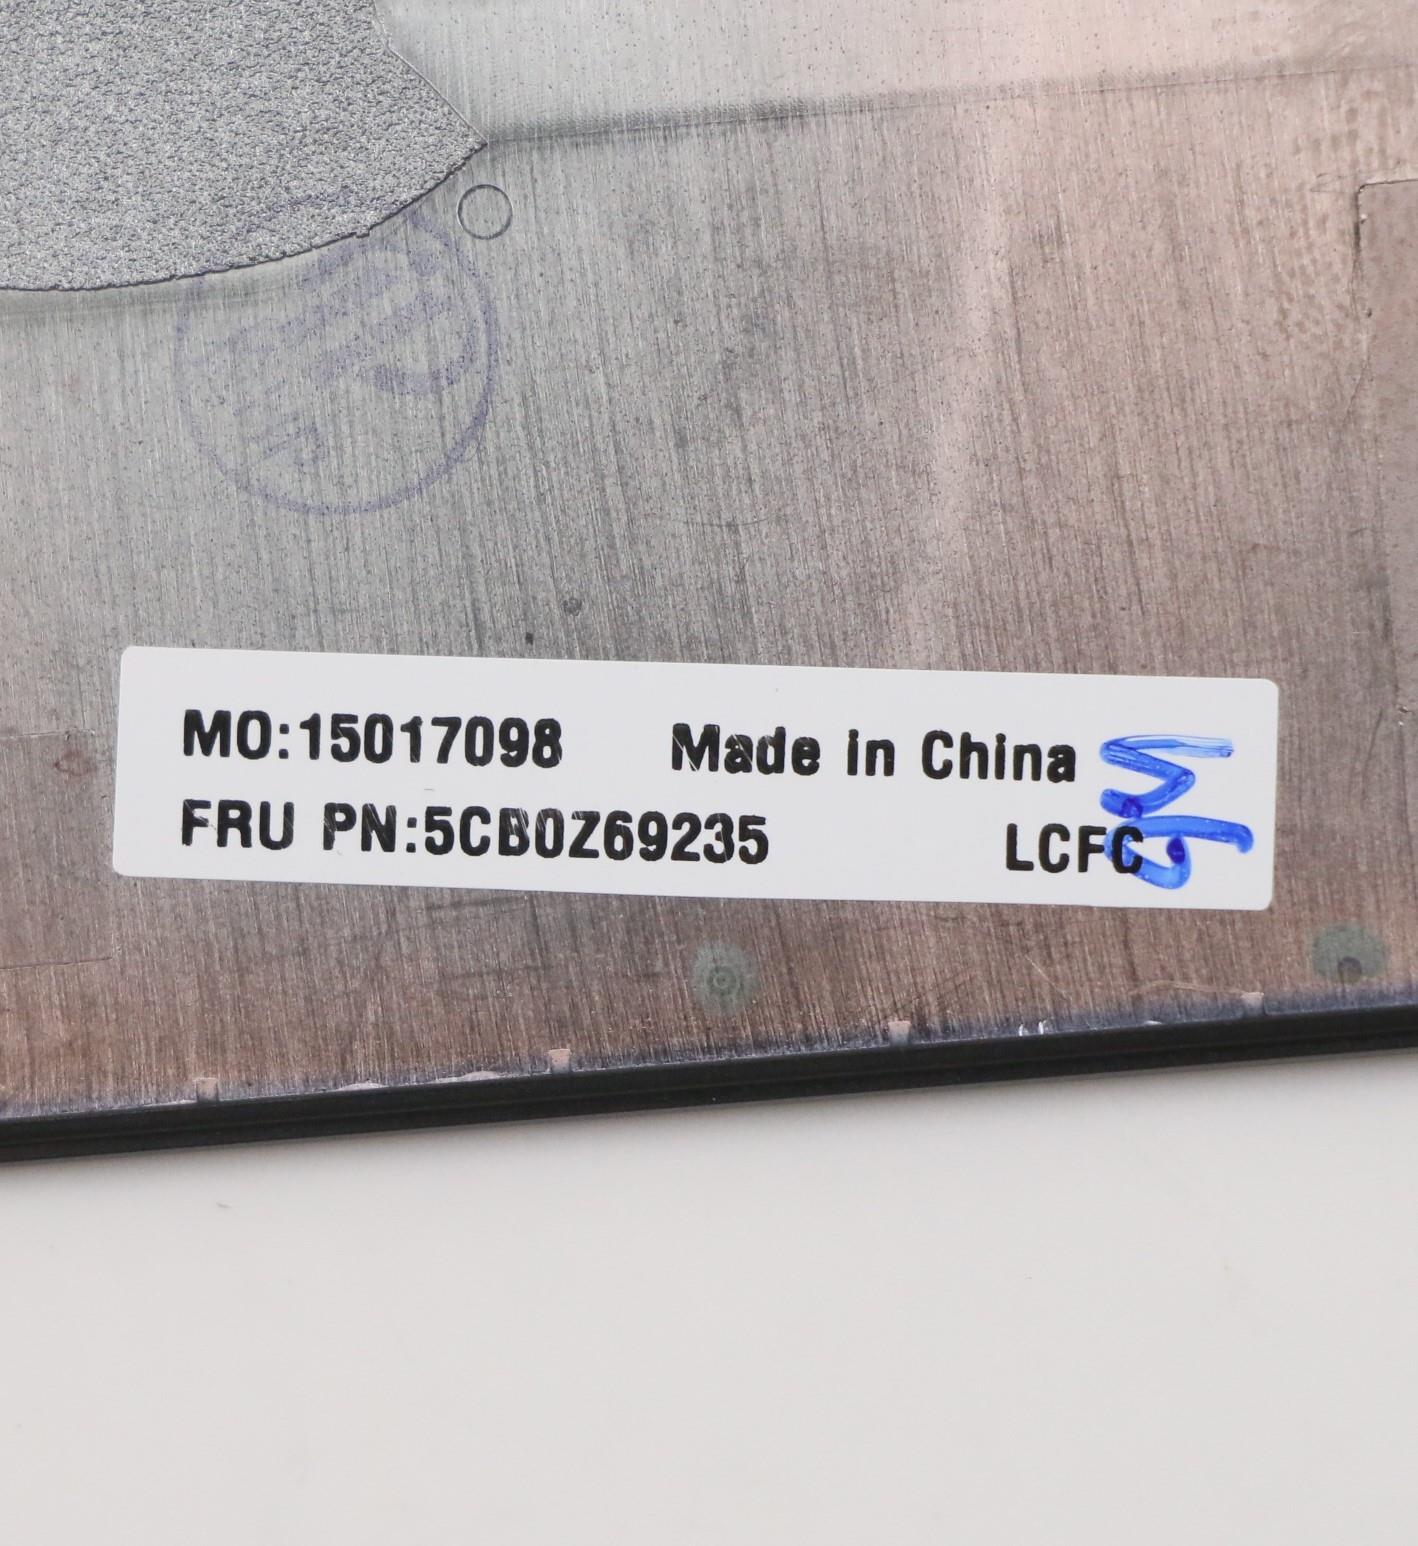 MO:15017098 Made in China
FRU PN:5CB0Z69235 LCFC